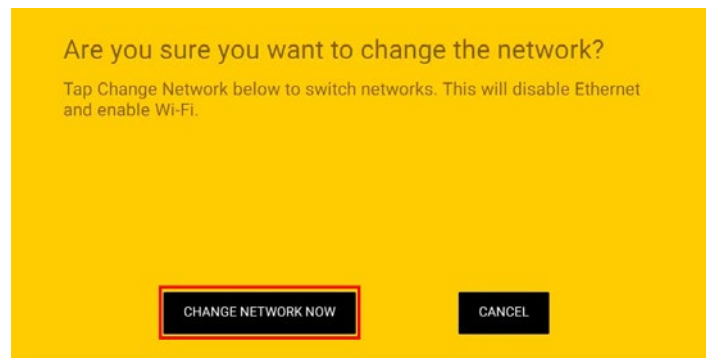 Are you sure you want to change the network?
Tap Change Network below to switch networks. This will disable Ethernet
and enable Wi-Fi.
CHANGE NETWORK NOW
CANCEL